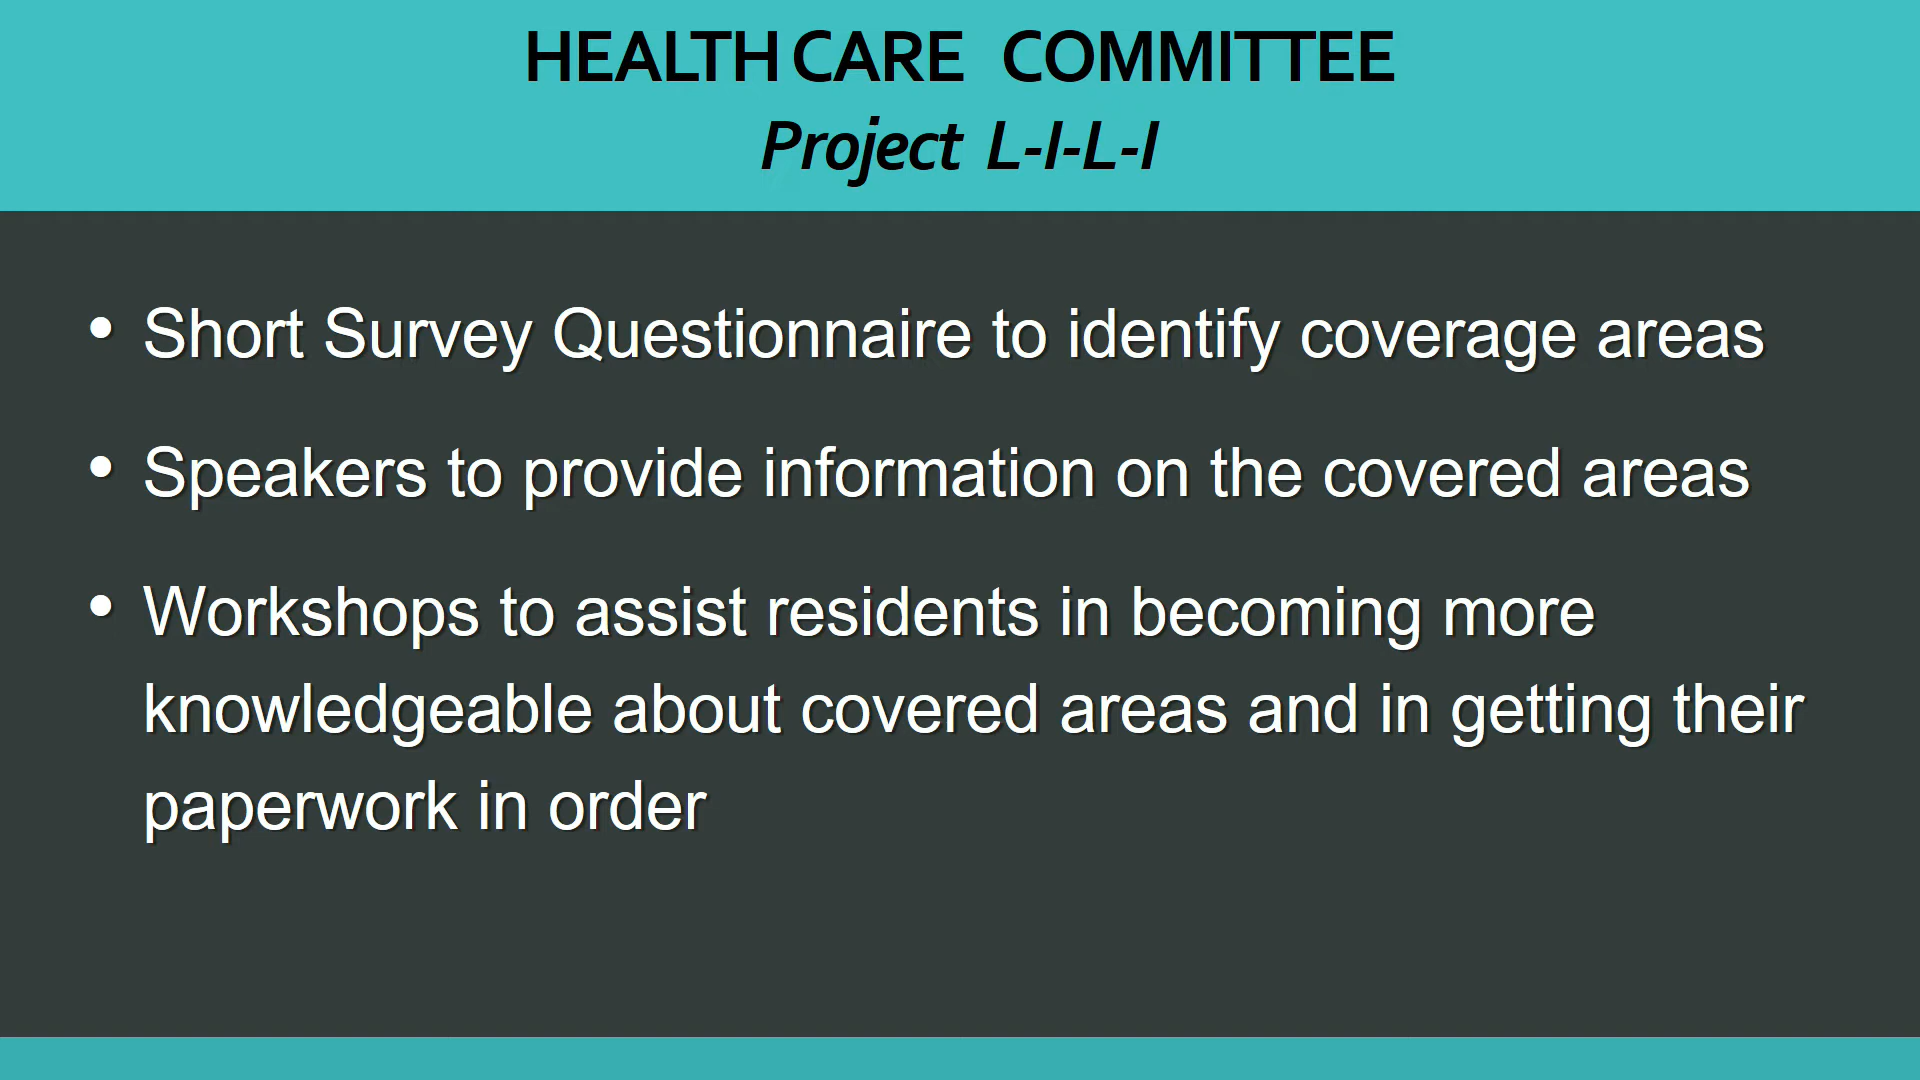 HEALTH CARE COMMITTEE
Project L-I-L-I
• Short Survey Questionnaire to identify coverage areas
• Speakers to provide information on the covered areas
• Workshops to assist residents in becoming more
knowledgeable about covered areas and in getting their
paperwork in order